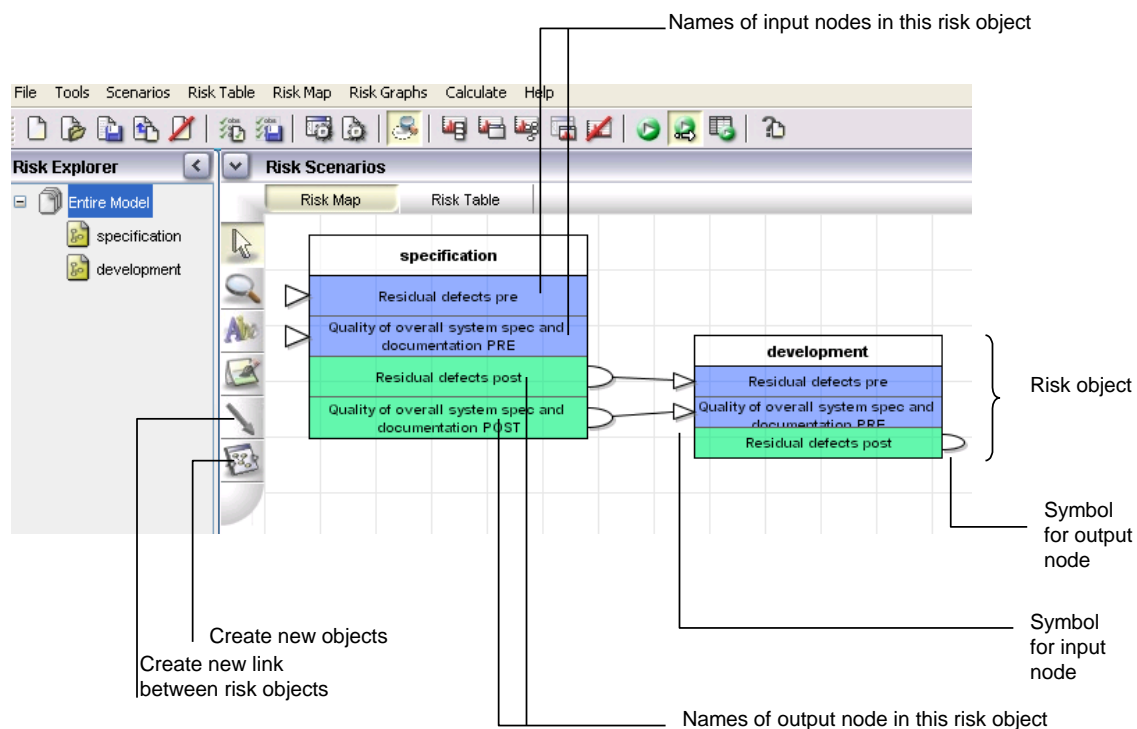 Names of input nodes in this risk object
File Tools Scenarios Risk Table Risk Map Risk Graphs Calculate Help
Risk Explorer
Risk Scenarios
Entire Model
specification
development
Risk Map
Risk Table
specification
Residual defects pre
Quality of overall system spec and
documentation PRE
Residual defects post
Quality of overall system spec and
documentation POST
development
Residual defects pre
Quality of overall system spec and
documentation PRE
Residual defects post
Risk object
Symbol
for output
node
Symbol
for input
node
Create new objects
Create new link
between risk objects
Names of output node in this risk object